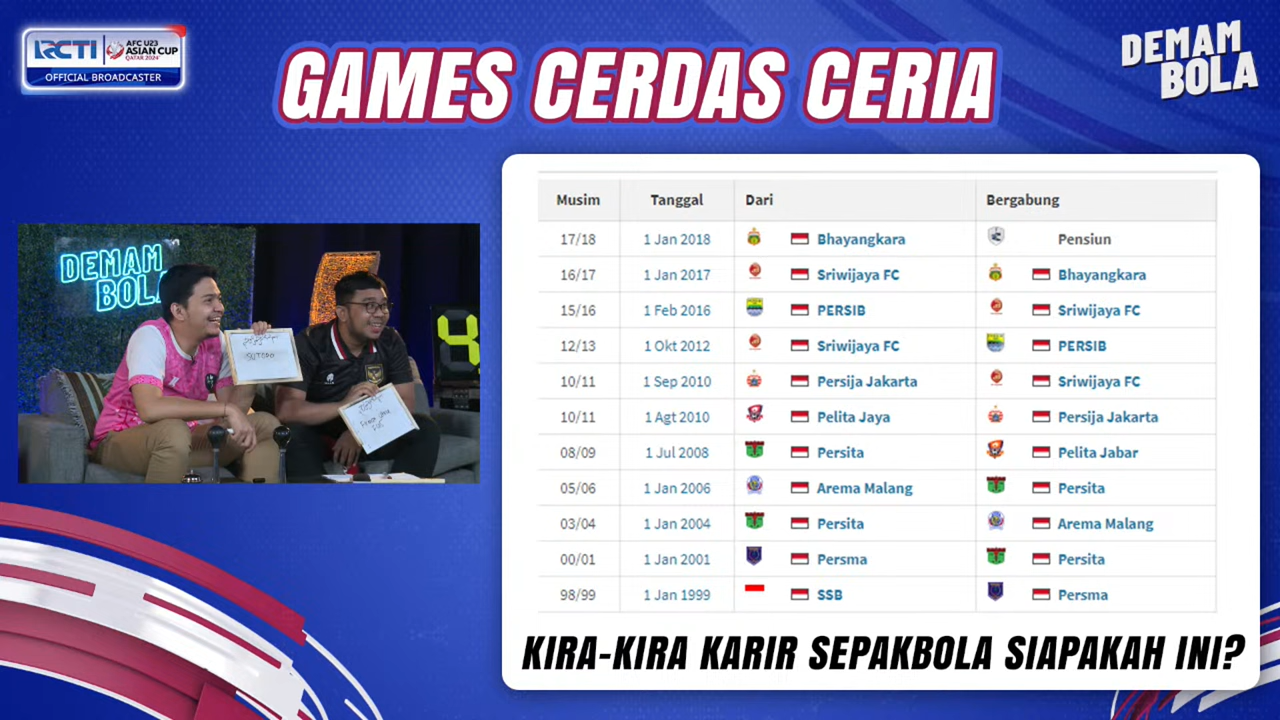 RCTI AFC U23 ASIAN CUP QATAR 2024
OFFICIAL BROADCASTER
DEMAM BOLA
GAMES CERDAS CERIA
DEMAM BOLA
SUTOPO
Musim Tanggal Dari Bergabung
17/18 1 Jan 2018 Bhayangkara Pensiun
16/17 1 Jan 2017 Sriwijaya FC Bhayangkara
15/16 1 Feb 2016 PERSIB Sriwijaya FC
12/13 1 Okt 2012 Sriwijaya FC PERSIB
10/11 1 Sep 2010 Persija Jakarta Sriwijaya FC
10/11 1 Agt 2010 Pelita Jaya Persija Jakarta
08/09 1 Jul 2008 Persita Pelita Jabar
05/06 1 Jan 2006 Arema Malang Persita
03/04 1 Jan 2004 Persita Arema Malang
00/01 1 Jan 2001 Persma Persita
98/99 1 Jan 1999 SSB Persma
KIRA-KIRA KARIR SEPAKBOLA SIAPAKAH INI?